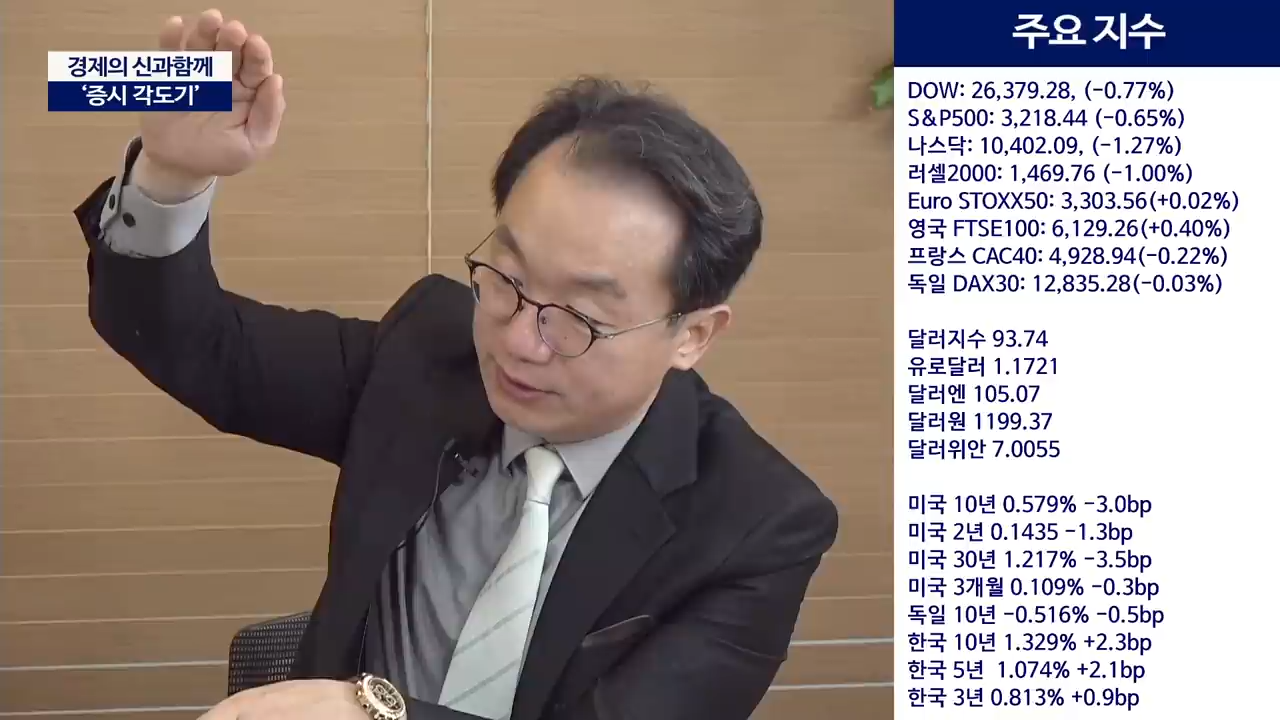 경제의 신과함께
'증시 각도기'
주요 지수
DOW: 26,379.28, (-0.77%)
S&P500: 3,218.44 (-0.65%)
나스닥: 10,402.09, (-1.27%)
러셀2000: 1,469.76 (-1.00%)
Euro STOXX50: 3,303.56(+0.02%)
영국 FTSE100: 6,129.26(+0.40%)
프랑스 CAC40: 4,928.94(-0.22%)
독일 DAX30: 12,835.28(-0.03%)
달러지수 93.74
유로달러 1.1721
달러엔 105.07
달러원 1199.37
달러위안 7.0055
미국 10년 0.579% -3.0bp
미국 2년 0.1435 -1.3bp
미국 30년 1.217% -3.5bp
미국 3개월 0.109% -0.3bp
독일 10년 -0.516% -0.5bp
한국 10년 1.329% +2.3bp
한국 5년 1.074% +2.1bp
한국 3년 0.813% +0.9bp